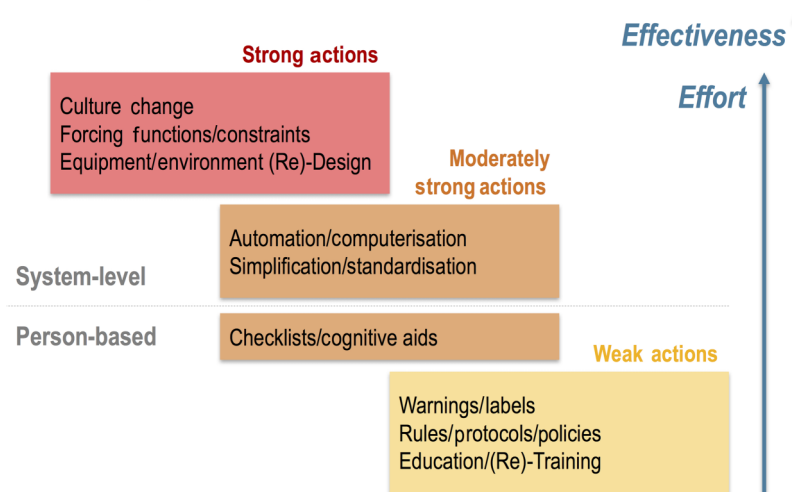 Effectiveness
Strong actions
Effort
Culture change
Forcing functions/constraints
Equipment/environment (Re)-Design
Moderately
strong actions
Automation/computerisation
Simplification/standardisation
System-level
Person-based
Checklists/cognitive aids
Weak actions
Warnings/labels
Rules/protocols/policies
Education/(Re)-Training